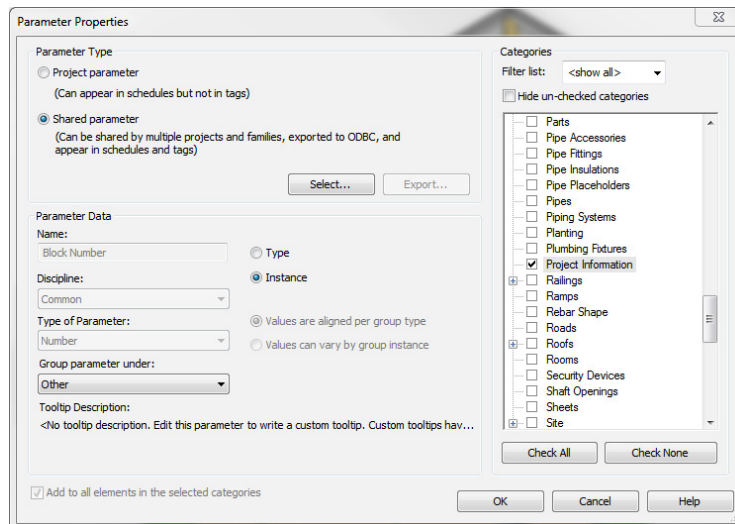 Parameter Properties
Parameter Type
Project parameter
(Can appear in schedules but not in tags)
Shared parameter
(Can be shared by multiple projects and families, exported to ODBC, and
appear in schedules and tags)
Select...
Export...
Parameter Data
Name:
Block Number
Type
Discipline:
Instance
Common
Type of Parameter:
Values are aligned per group type
Number
Values can vary by group instance
Group parameter under:
Other
Tooltip Description:
<No tooltip description. Edit this parameter to write a custom tooltip. Custom tooltips hav...
Add to all elements in the selected categories
Categories
Filter list:
<show all>
Hide un-checked categories
Parts
Pipe Accessories
Pipe Fittings
Pipe Insulations
Pipe Placeholders
Pipes
Piping Systems
Planting
Plumbing Fixtures
Project Information
Railings
Ramps
Rebar Shape
Roads
Roofs
Rooms
Security Devices
Shaft Openings
Sheets
Site
Check All
Check None
OK
Cancel
Help